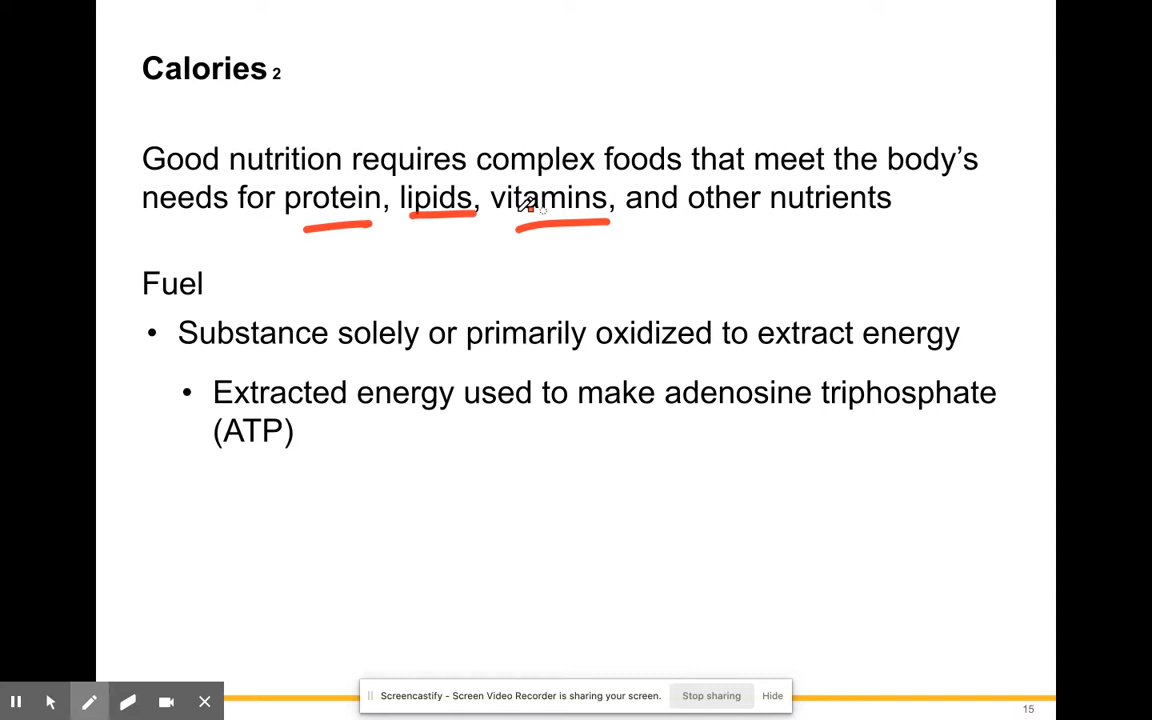 Calories 2
Good nutrition requires complex foods that meet the body’s
needs for protein, lipids, vitamins, and other nutrients
Fuel
• Substance solely or primarily oxidized to extract energy
• Extracted energy used to make adenosine triphosphate
(ATP)
Screencastify - Screen Video Recorder is sharing your screen. Stop sharing Hide
15